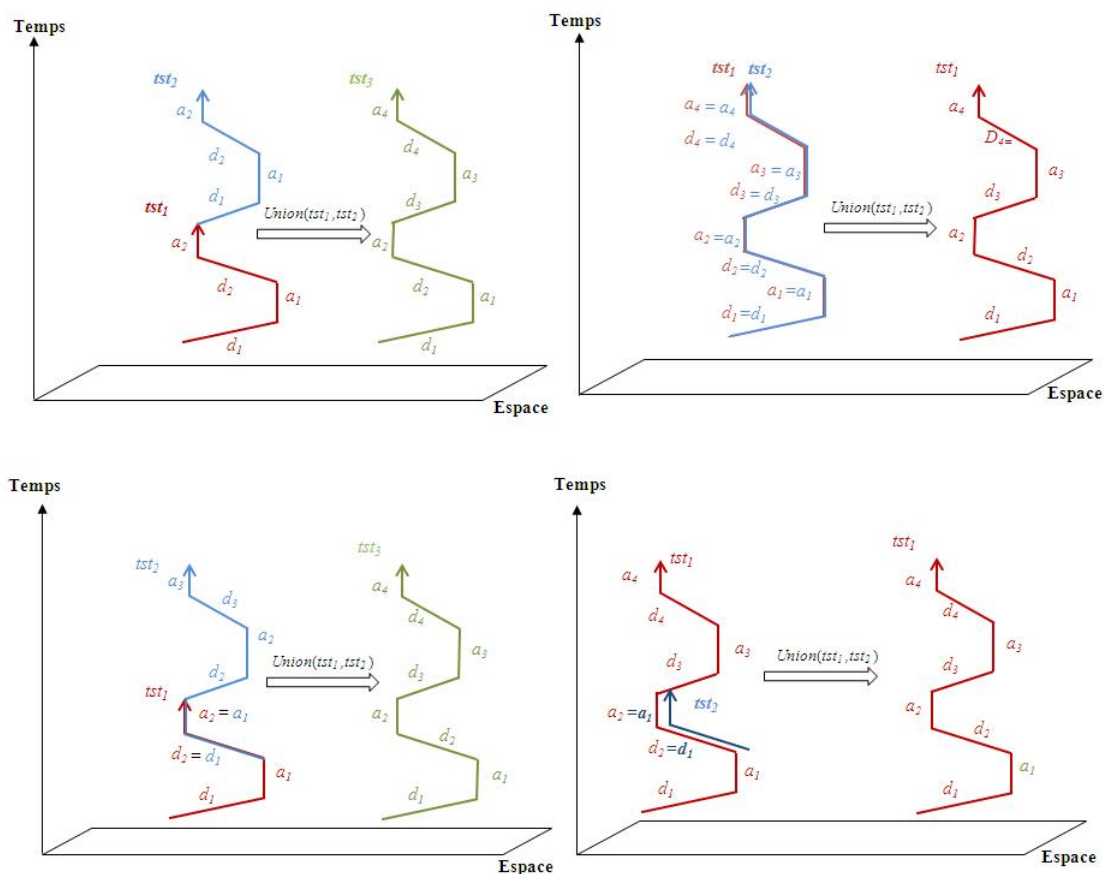 Temps
tst2
tst3
a2
a4
d2
d4
a1
a3
d1
d3
tst1
Union(tst1,tst2)
a2
a2
d2
d2
a1
a1
d1
d1
Espace
Temps
tst1 tst2
tst1
a4 = a4
a4
d4 = d4
D4=
a3 = a3
a3
d3 = d3
d3
Union(tst1,tst2)
a2 =a2
a2
d2=d2
d2
a1=a1
a1
d1=d1
d1
Espace
Temps
tst2
tst3
a3
a4
d3
d4
a2
a3
Union(tst1,tst2)
d2
d3
tst1
a2 = a1
a2
d2 = d1
d2
a1
a1
d1
d1
Espace
Temps
tst1
tst1
a4
a4
d4
d4
a3
a3
Union(tst1,tst2)
d3
d3
a2 =a1
tst2
a2
d2=d1
d2
a1
a1
d1
d1
Espace